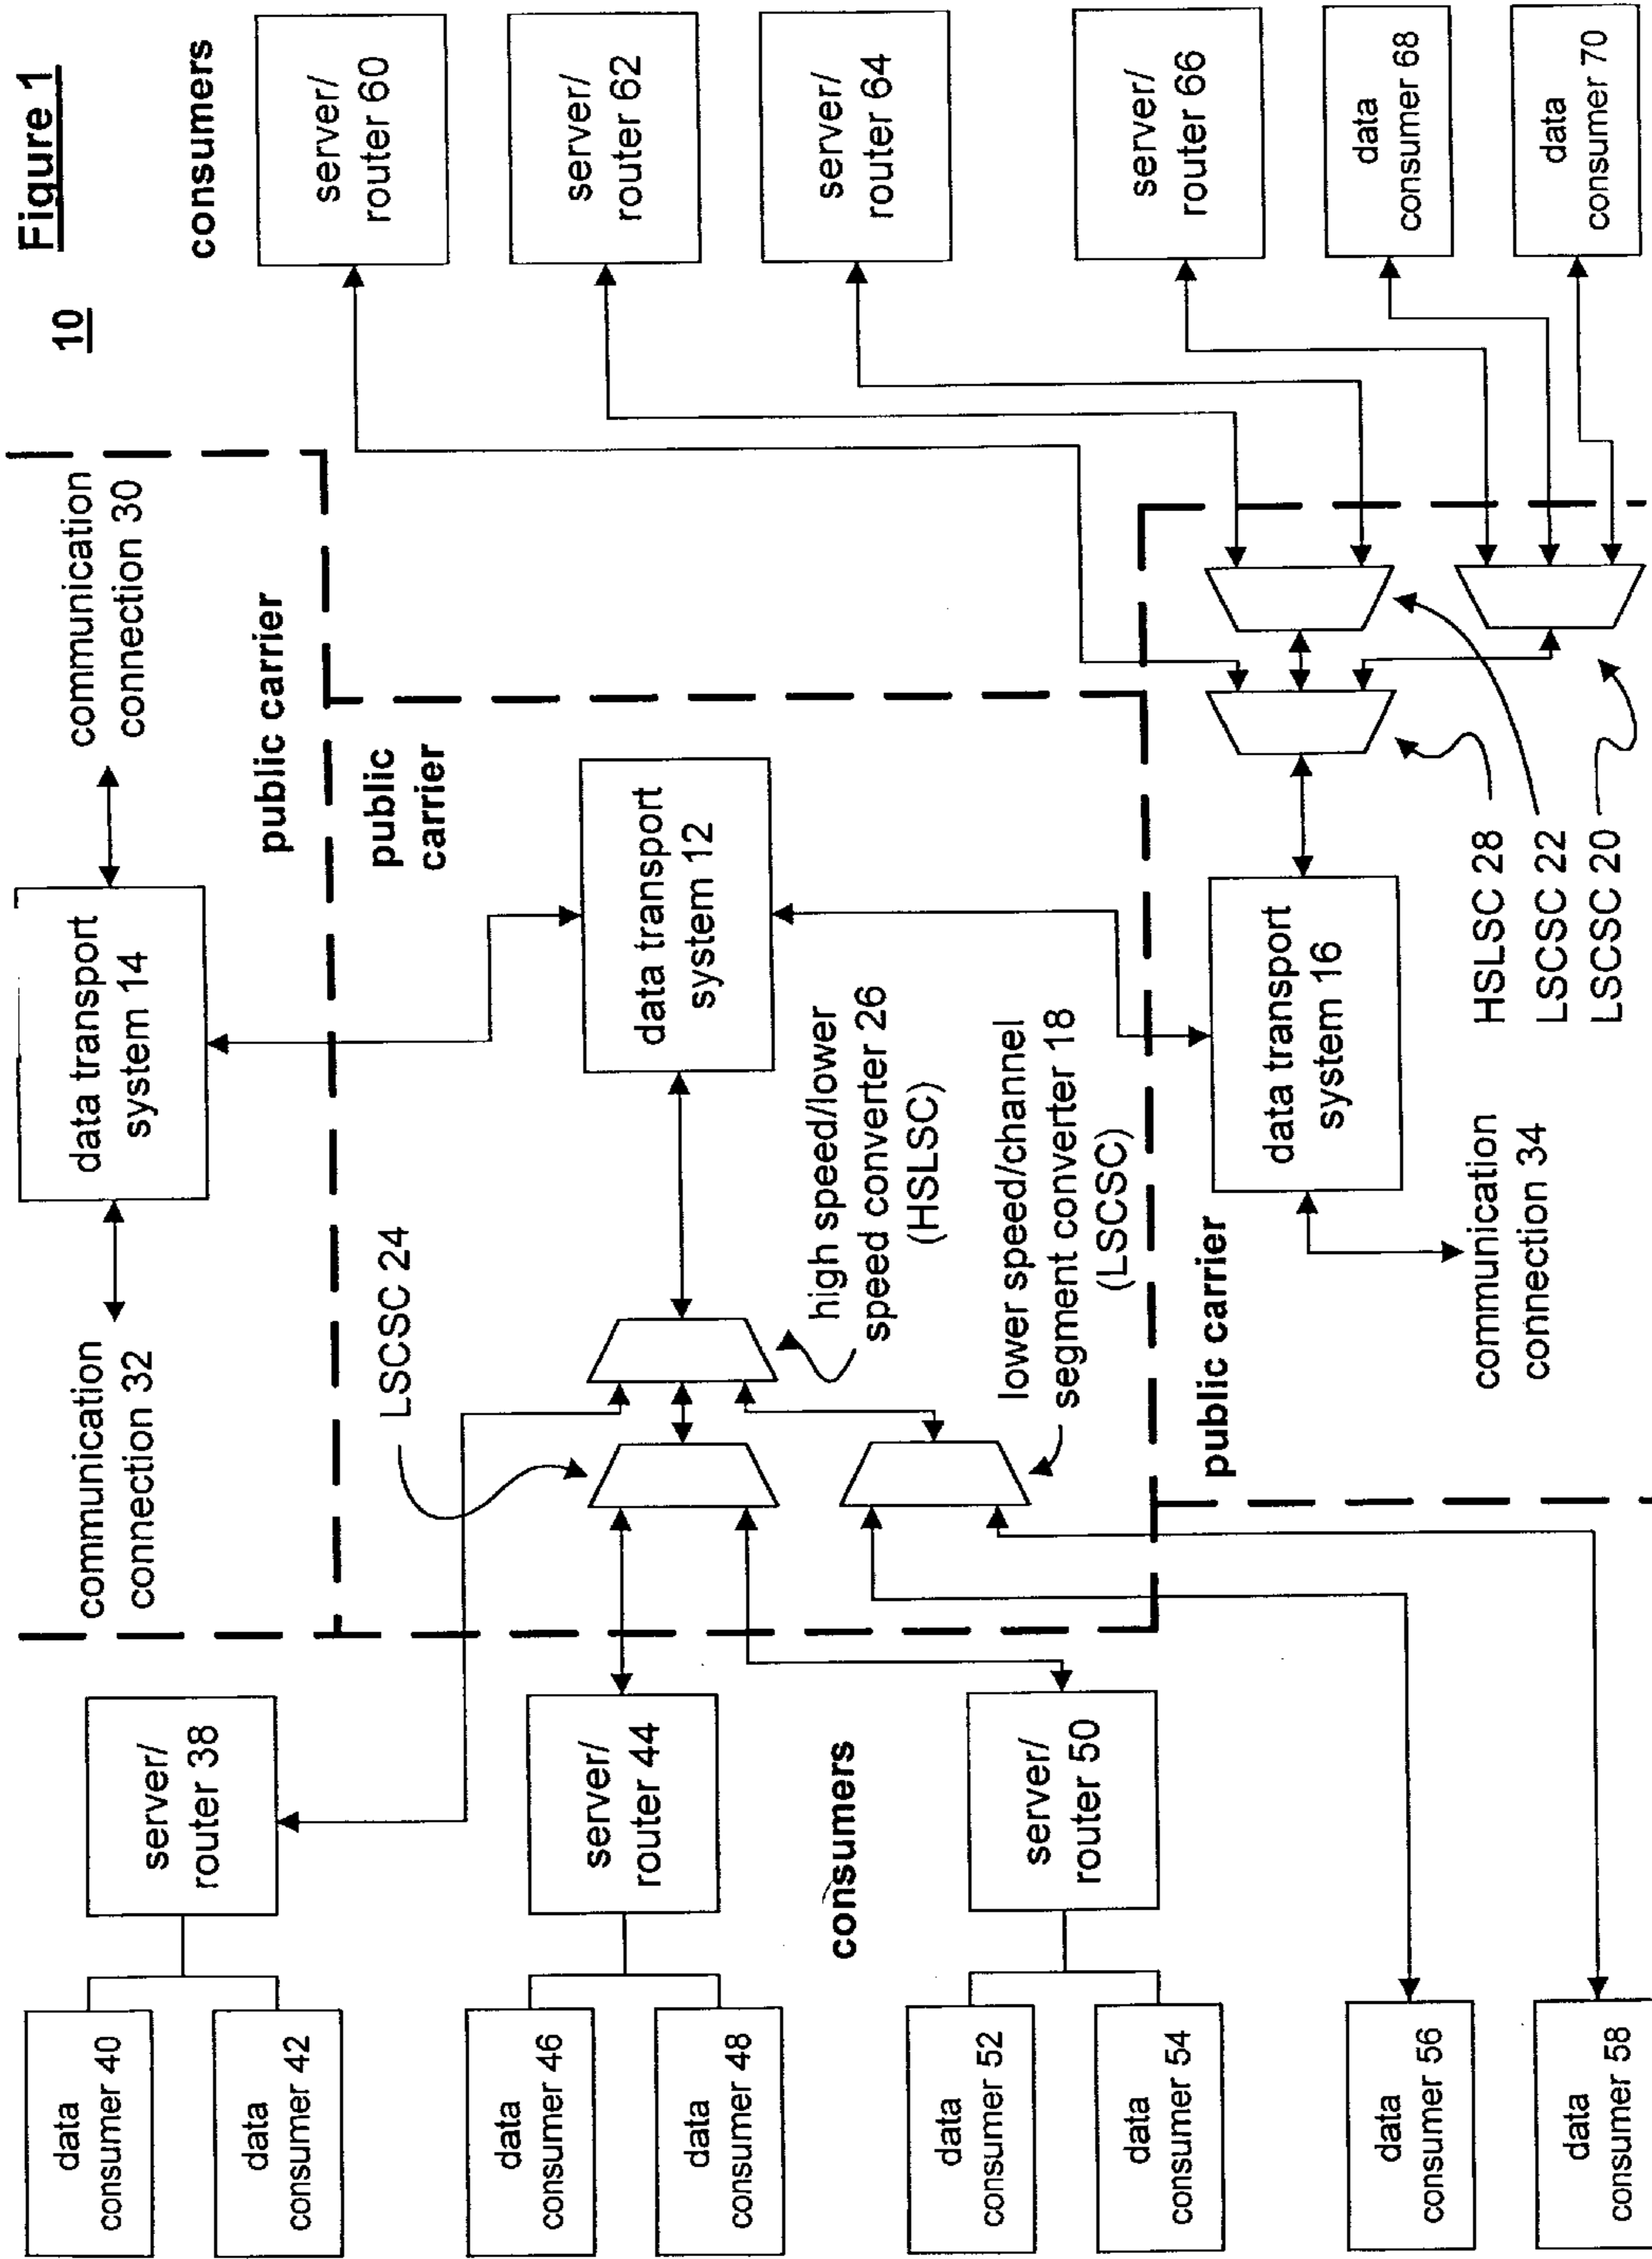 Figure 1
10
consumers
communication
connection 32
data transport
system 14
communication
connection 30
public carrier
public
carrier
server/
router 60
server/
router 62
server/
router 64
server/
router 66
data
consumer 68
data
consumer 70
data
consumer 40
data
consumer 42
server/
router 38
LSCSC 24
data
consumer 46
data
consumer 48
server/
router 44
data transport
system 12
high speed/lower
speed converter 26
(HSLSC)
lower speed/channel
segment converter 18
(LSCSC)
consumers
data
consumer 52
data
consumer 54
server/
router 50
public carrier
data transport
system 16
communication
connection 34
HSLSC 28
LSCSC 22
LSCSC 20
data
consumer 56
data
consumer 58